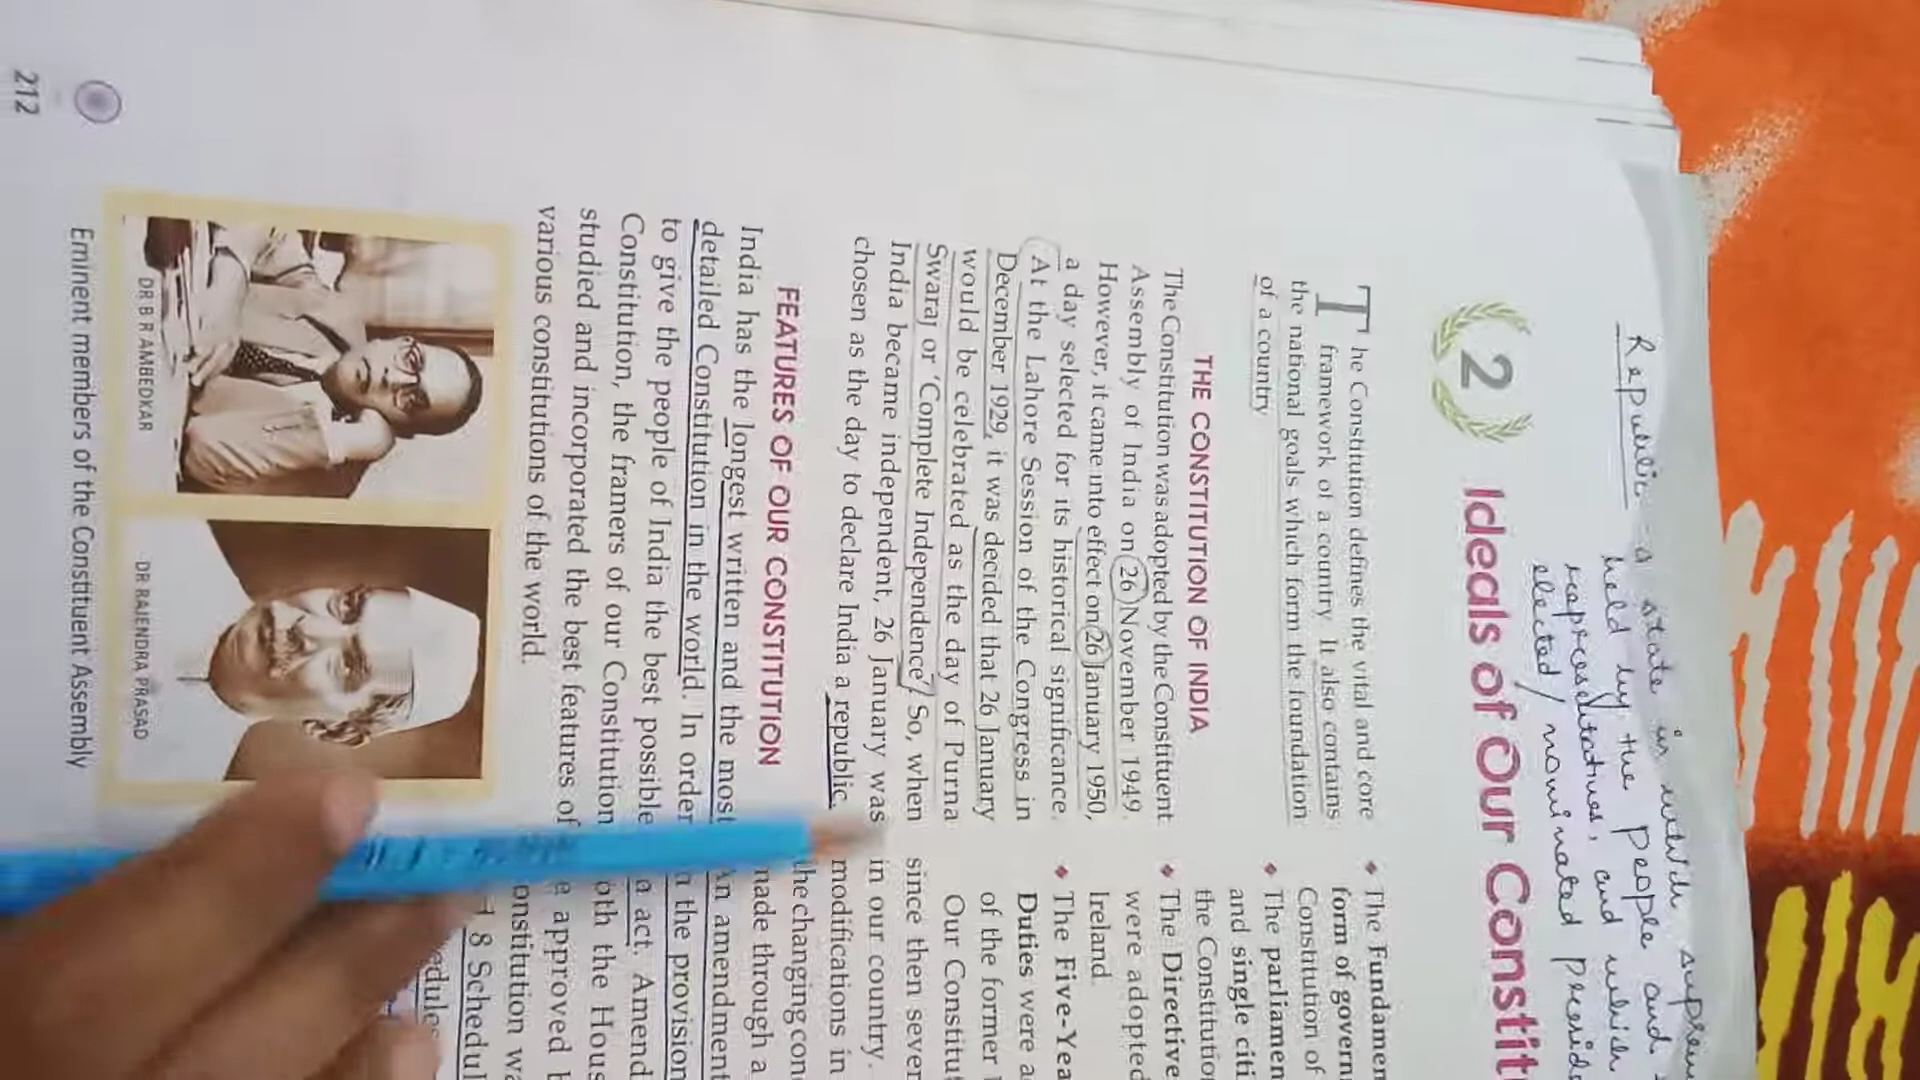 Republic - a state in which suprem
held by the people and
representatives, and which
elected/ nominated preside
2 Ideals of Our Constit
The Constitution defines the vital and core
framework of a country. It also contains
the national goals which form the foundation
of a country
THE CONSTITUTION OF INDIA
The Constitution was adopted by the Constituent
Assembly of India on 26 November 1949.
However, it came into effect on 26 January 1950,
a day selected for its historical significance.
At the Lahore Session of the Congress in
December 1929, it was decided that 26 January
would be celebrated as the day of Purna
Swaraj or 'Complete Independence'. So, when
India became independent, 26 January was
chosen as the day to declare India a republic.
FEATURES OF OUR CONSTITUTION
India has the longest written and the most
detailed Constitution in the world. In order
to give the people of India the best possible
Constitution, the framers of our Constitution
studied and incorporated the best features of
various constitutions of the world.
DR B R AMBEDKAR
DR RAJENDRA PRASAD
Eminent members of the Constituent Assembly
212
The Fundamen
form of governm
Constitution of
The parliamen
and single citi
the Constitutio
The Directive
were adopted
Ireland.
The Five-Yea
Duties were a
of the former
Our Constitut
since then sever
in our country.
modifications in
the changing con
made through a
An amendment
the provision
a act. Amend
oth the Hous
approved b
onstitution wa
8 Schedul
edules